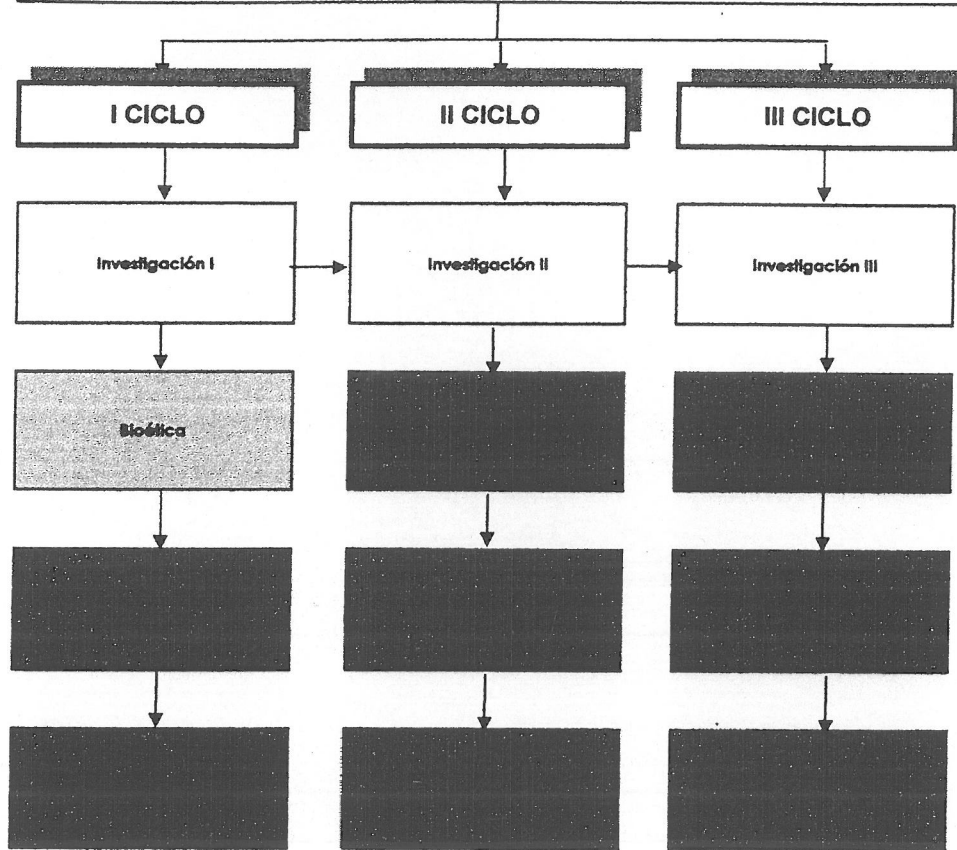 I CICLO
II CICLO
III CICLO
Investigación I
Investigación II
Investigación III
Bioética